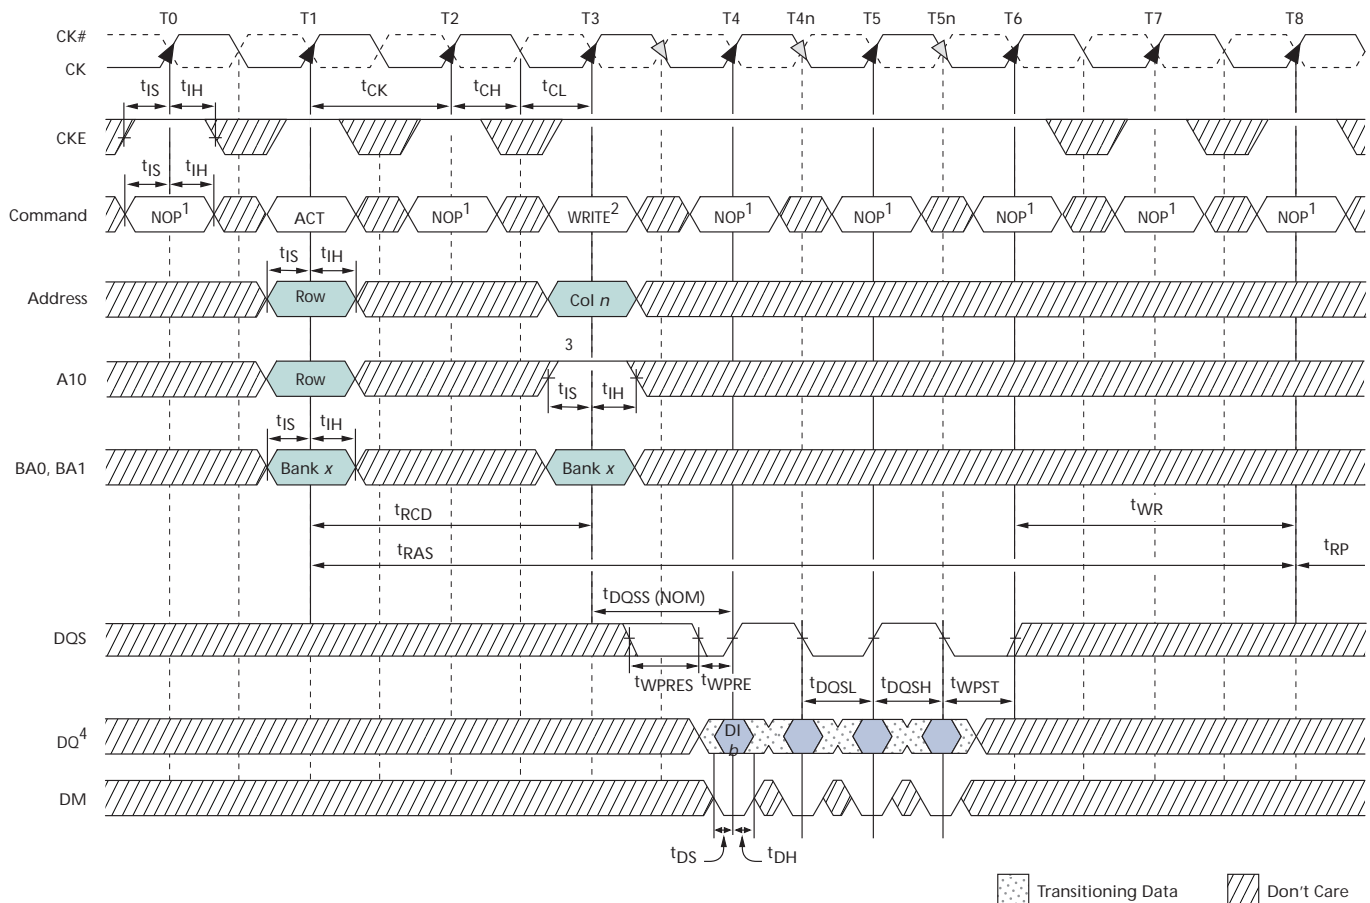 T0 T1 T2 T3 T4 T4n T5 T5n T6 T7 T8
CK#
CK
tIS tIH tCK tCH tCL
CKE
tIS tIH
Command NOP1 ACT NOP1 WRITE2 NOP1 NOP1 NOP1 NOP1 NOP1
tIS tIH
Address Row Col n
3
A10 Row
tIS tIH
tIS tIH
BA0, BA1 Bank x Bank x
tRCD tWR
tRAS tRP
tDQSS (NOM)
DQS
tWPRES tWPRE tDQSL tDQSH tWPST
DQ4 DI
b
DM
tDS tDH
Transitioning Data Don't Care